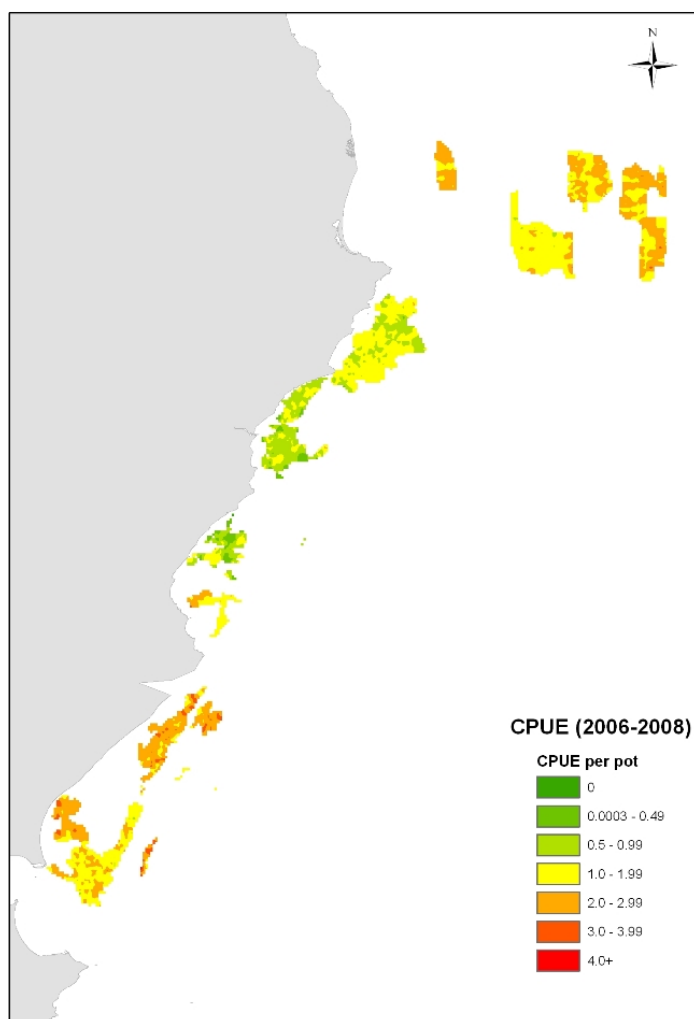 N
CPUE (2006-2008)
CPUE per pot
0
0.0003 - 0.49
0.5 - 0.99
1.0 - 1.99
2.0 - 2.99
3.0 - 3.99
4.0+